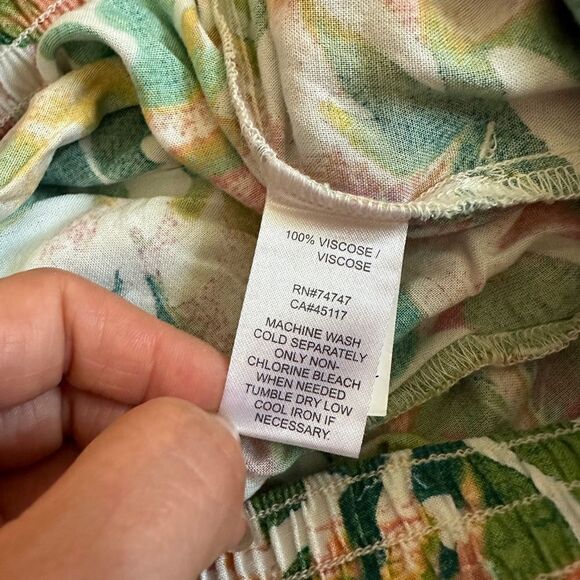 100% VISCOSE /
VISCOSE
RN#74747
CA#45117
MACHINE WASH
COLD SEPARATELY
ONLY NON-
CHLORINE BLEACH
WHEN NEEDED
TUMBLE DRY LOW
COOL IRON IF
NECESSARY.